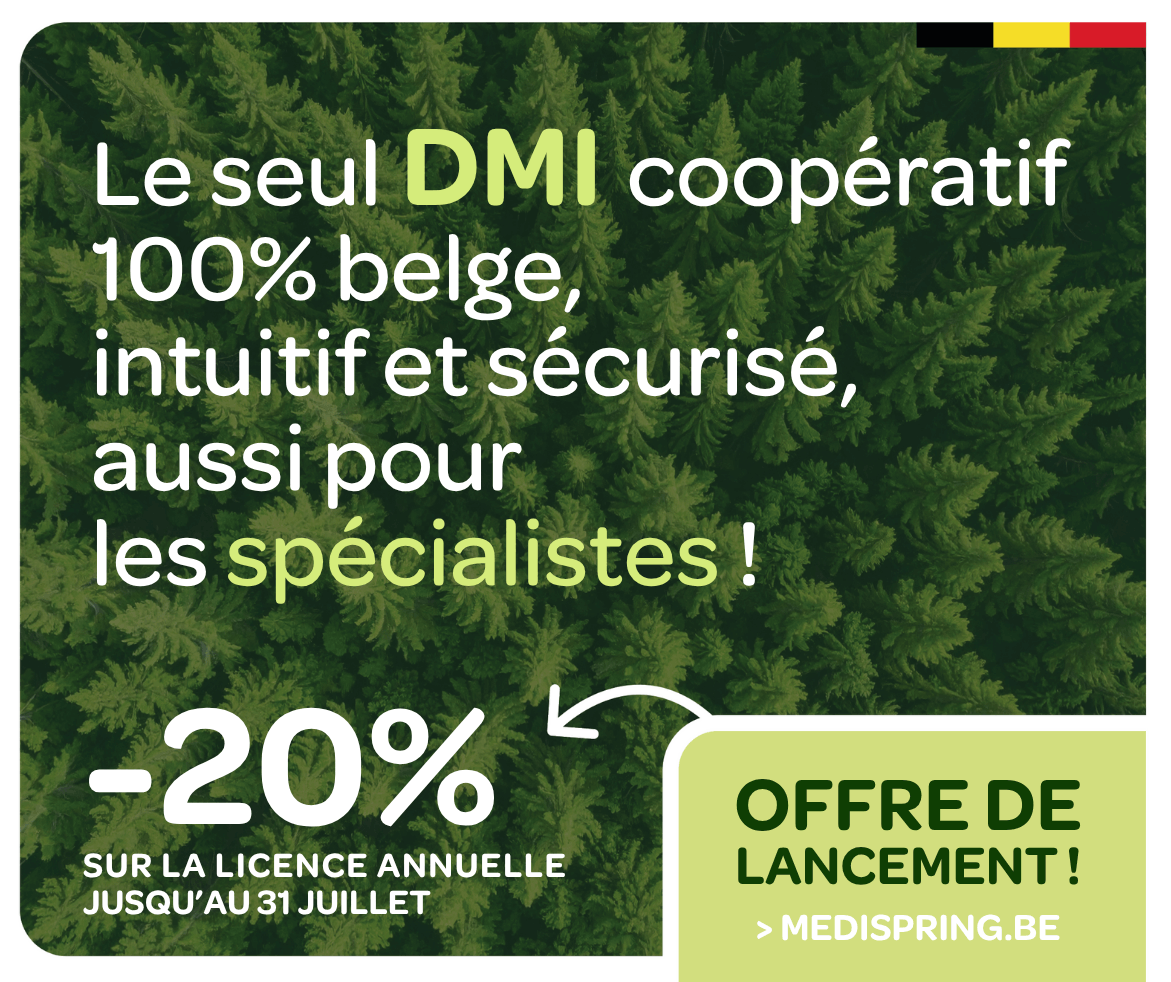 Le seul DMI coopératif
100% belge,
intuitif et sécurisé,
aussi pour
les spécialistes !
-20%
SUR LA LICENCE ANNUELLE
JUSQU'AU 31 JUILLET
OFFRE DE
LANCEMENT !
> MEDISPRING.BE